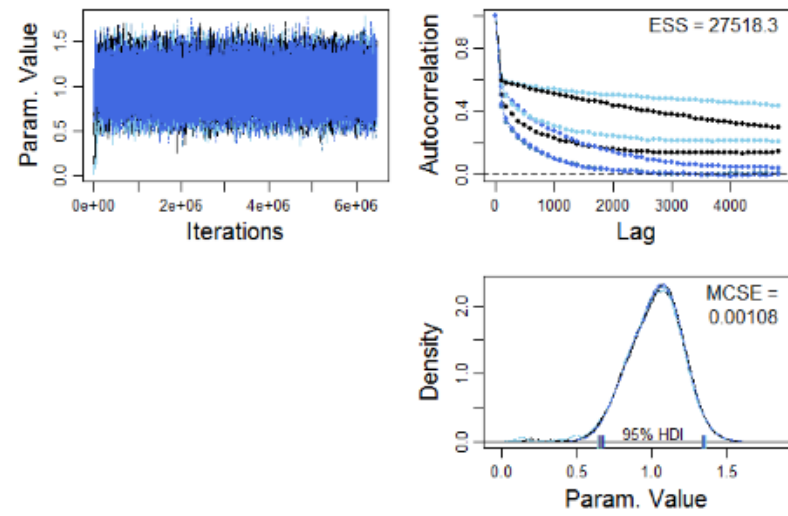 Param. Value
0.0 0.5 1.0 1.5
0e+00 2e+06 4e+06 6e+06
Iterations
ESS = 27518.3
Autocorrelation
0.0 0.4 0.8
0 1000 2000 3000 4000
Lag
MCSE =
0.00108
Density
0.0 1.0 2.0
95% HDI
0.0 0.5 1.0 1.5
Param. Value